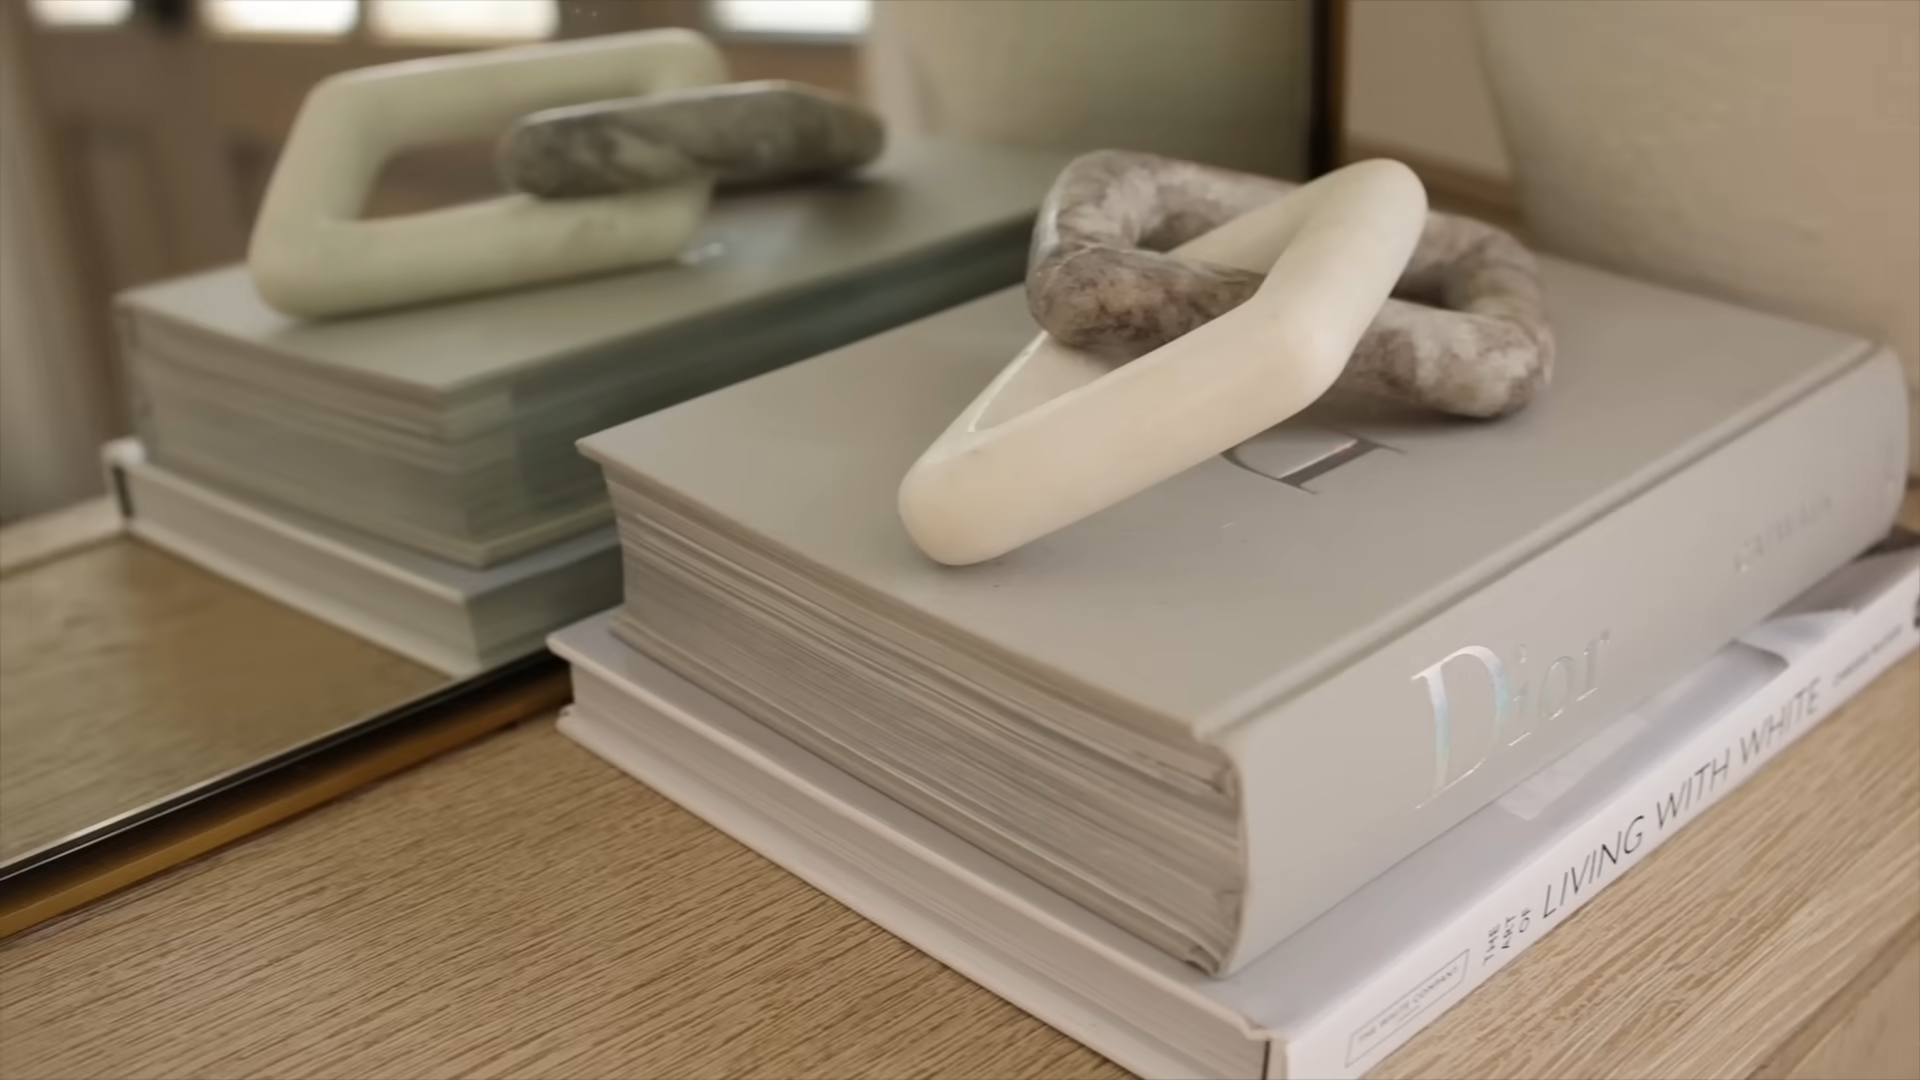 D
Dior
THE
ART
OF
LIVING WITH WHITE
THE WHITE COMPANY